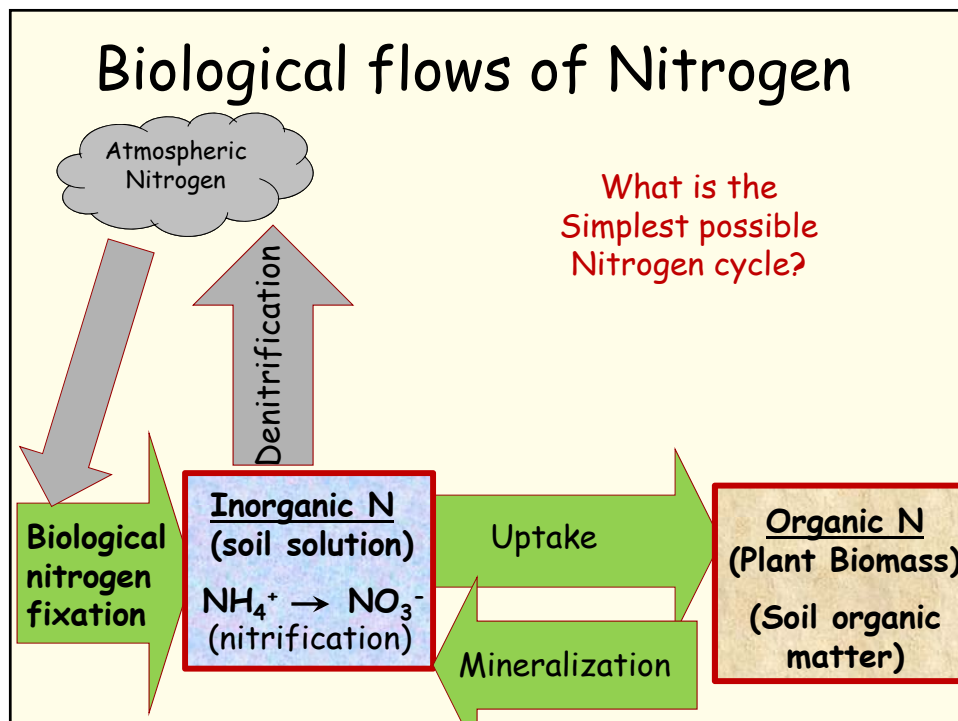 Biological flows of Nitrogen
Atmospheric
Nitrogen
What is the
Simplest possible
Nitrogen cycle?
Denitrification
Biological
nitrogen
fixation
Inorganic N
(soil solution)
NH₄⁺ → NO₃⁻
(nitrification)
Uptake
Mineralization
Organic N
(Plant Biomass)
(Soil organic
matter)